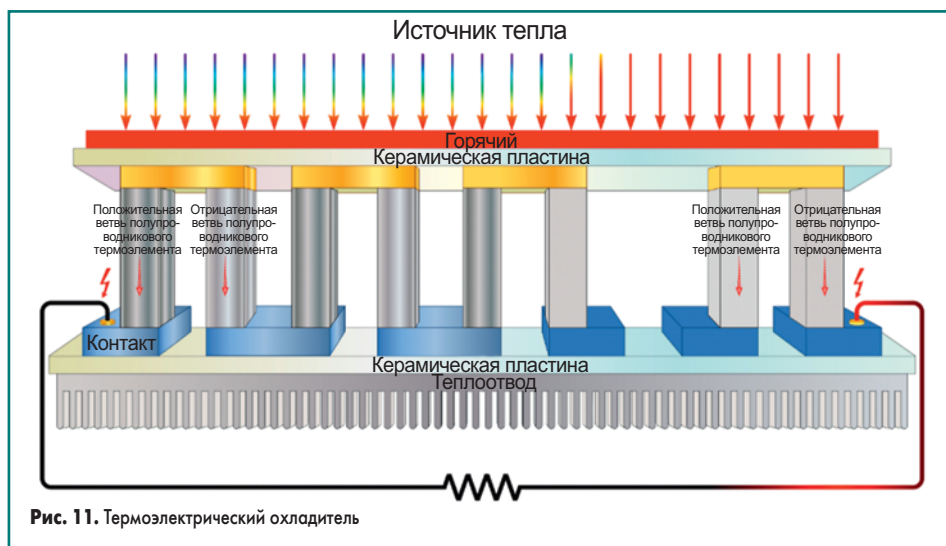 Источник тепла
Горячий
Керамическая пластина
Положительная
ветвь полупро-
водникового
термоэлемента
Отрицательная
ветвь полупро-
водникового
термоэлемента
Положительная
ветвь полупро-
водникового
термоэлемента
Отрицательная
ветвь полупро-
водникового
термоэлемента
Контакт
Керамическая пластина
Теплоотвод
Рис. 11. Термоэлектрический охладитель